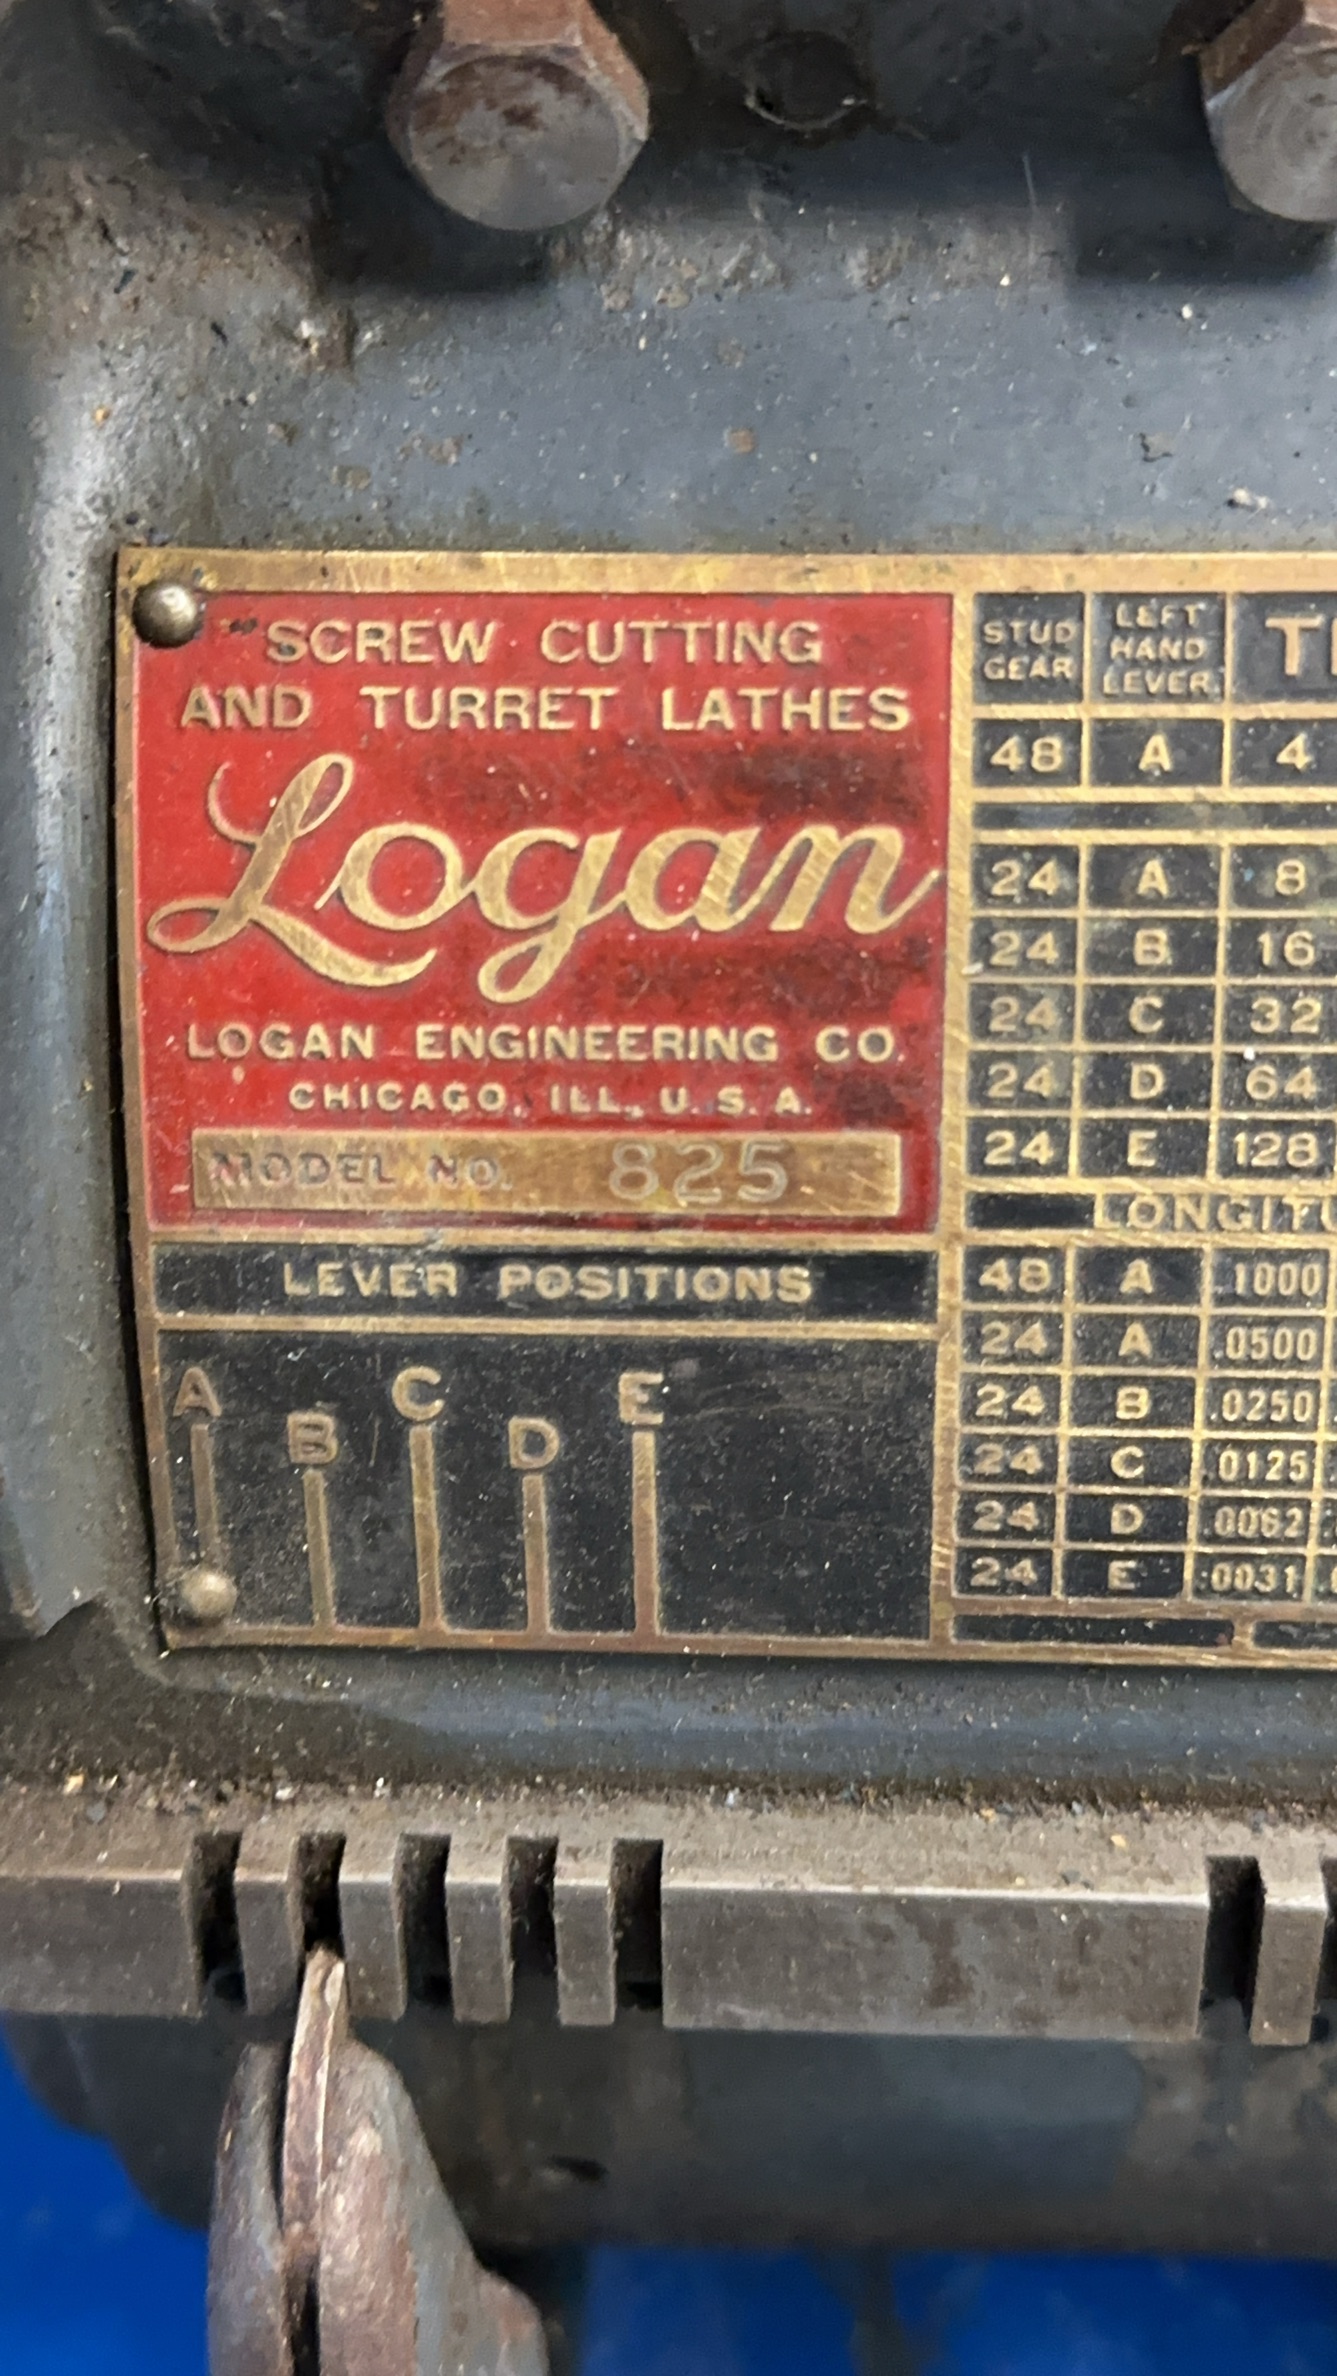 SCREW CUTTING
AND TURRET LATHES
Logan
LOGAN ENGINEERING CO.
CHICAGO, ILL., U.S.A.
MODEL NO. 825
LEVER POSITIONS
A B C D E
STUD GEAR LEFT HAND LEVER
48 A 4
24 A 8
24 B 16
24 C 32
24 D 64
24 E 128
48 A .1000
24 A .0500
24 B .0250
24 C .0125
24 D .0062
24 E .0031